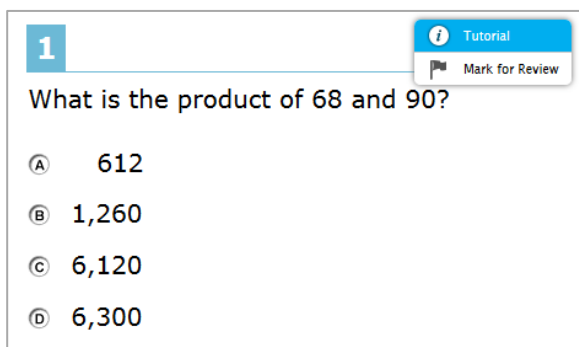 1
Tutorial
Mark for Review
What is the product of 68 and 90?
A 612
B 1,260
C 6,120
D 6,300